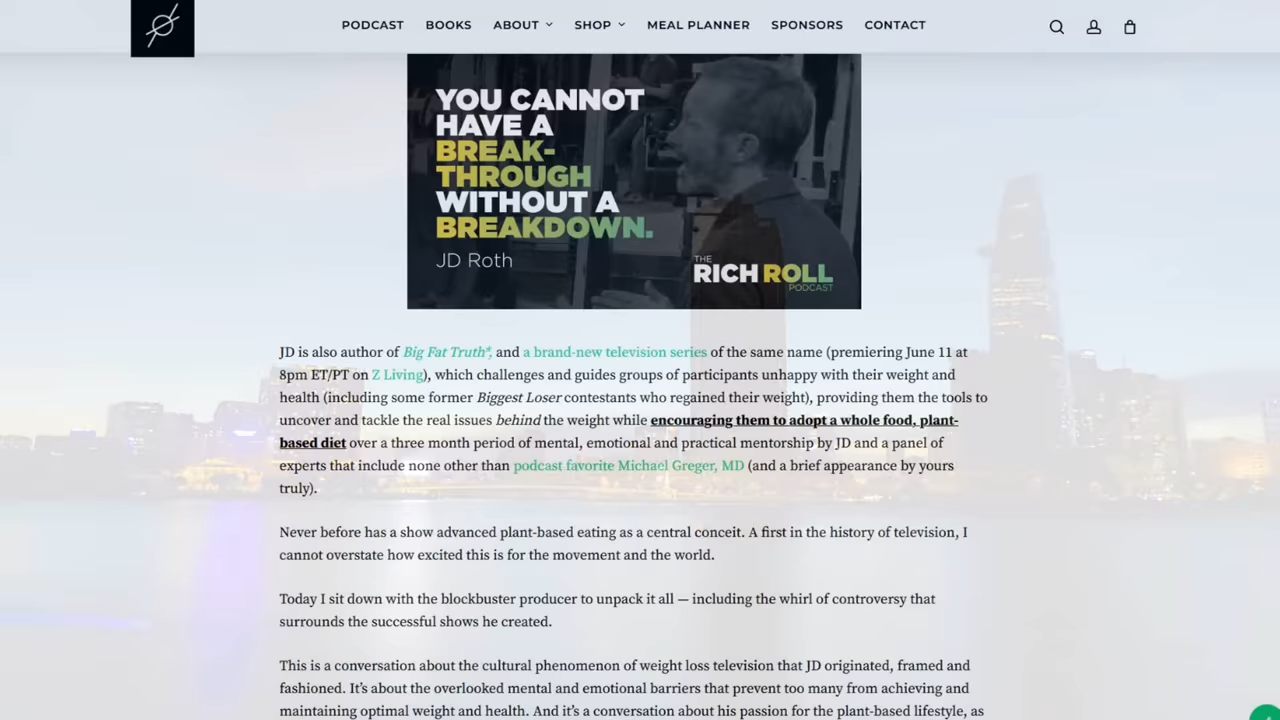 PODCAST BOOKS ABOUT SHOP MEAL PLANNER SPONSORS CONTACT
YOU CANNOT
HAVE A
BREAK-
THROUGH
WITHOUT A
BREAKDOWN.
JD Roth
THE
RICH ROLL
PODCAST
JD is also author of Big Fat Truth*, and a brand-new television series of the same name (premiering June 11 at
8pm ET/PT on Z Living), which challenges and guides groups of participants unhappy with their weight and
health (including some former Biggest Loser contestants who regained their weight), providing them the tools to
uncover and tackle the real issues behind the weight while encouraging them to adopt a whole food, plant-
based diet over a three month period of mental, emotional and practical mentorship by JD and a panel of
experts that include none other than podcast favorite Michael Greger, MD (and a brief appearance by yours
truly).
Never before has a show advanced plant-based eating as a central conceit. A first in the history of television, I
cannot overstate how excited this is for the movement and the world.
Today I sit down with the blockbuster producer to unpack it all — including the whirl of controversy that
surrounds the successful shows he created.
This is a conversation about the cultural phenomenon of weight loss television that JD originated, framed and
fashioned. It’s about the overlooked mental and emotional barriers that prevent too many from achieving and
maintaining optimal weight and health. And it’s a conversation about his passion for the plant-based lifestyle, as